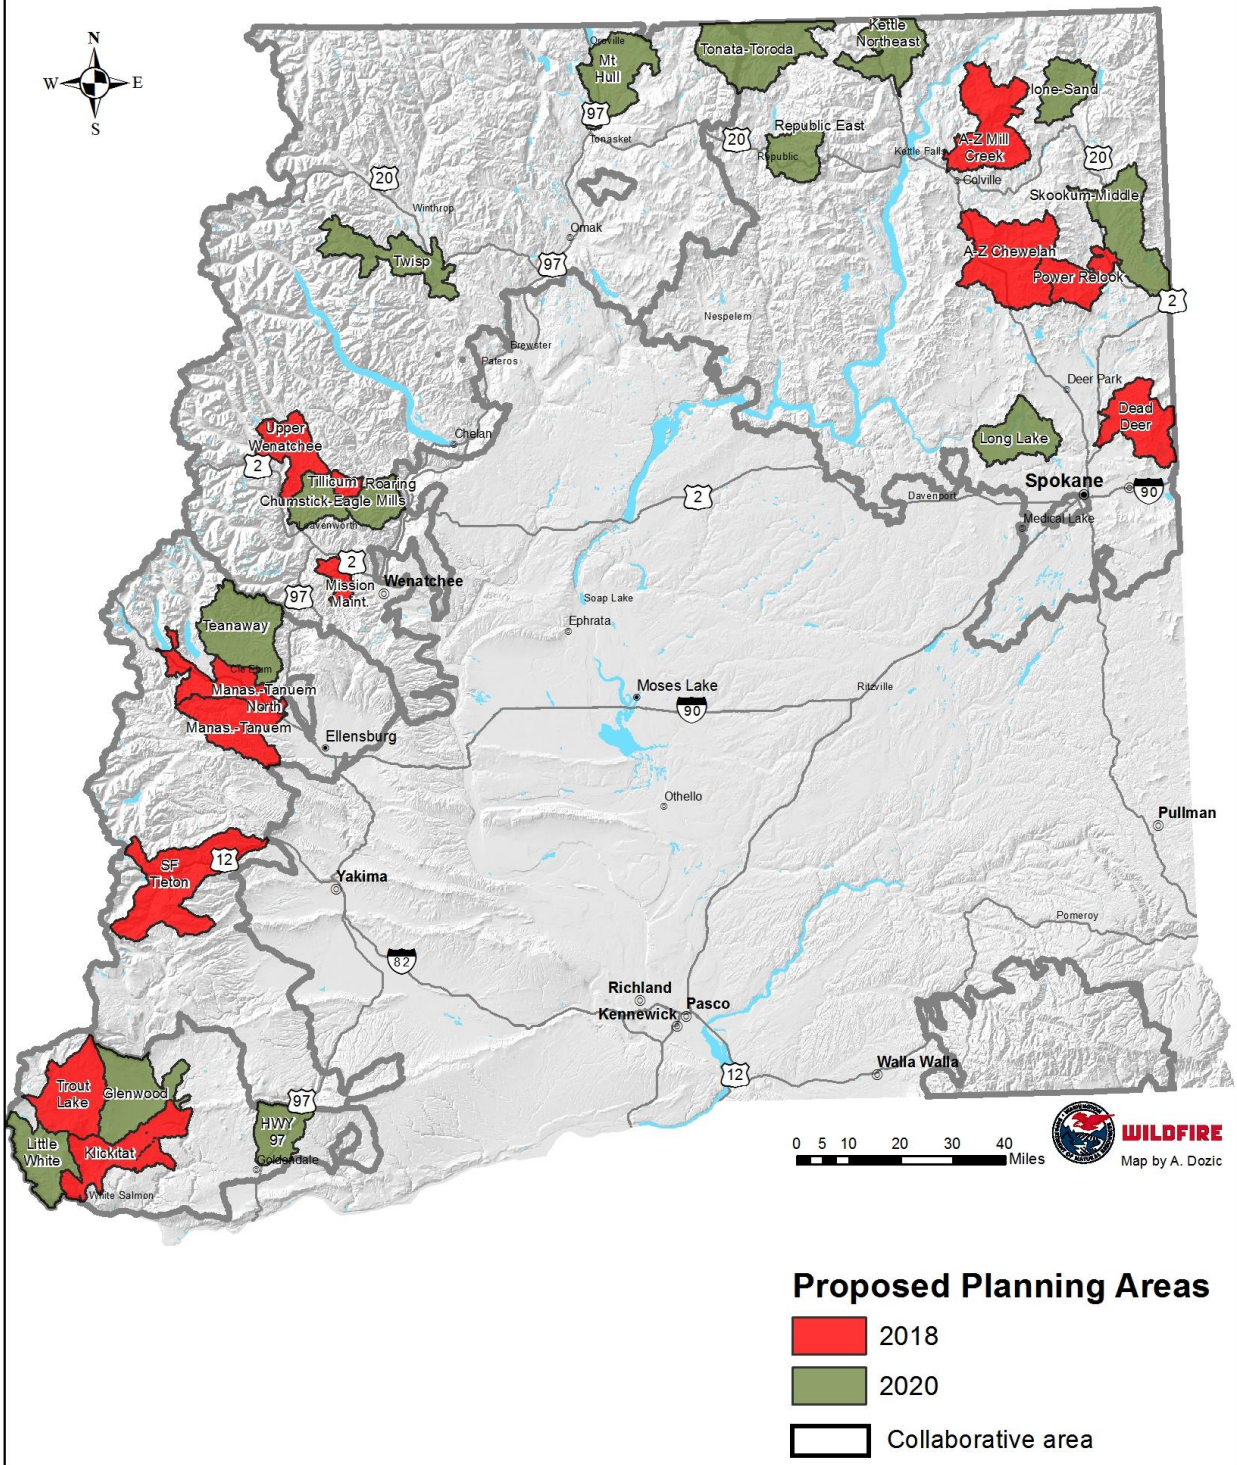 N
W
E
S
Oroville
Mt
Hull
97
Tonasket
Tonata-Toroda
Kettle
Northeast
Ione-Sand
20
Republic East
Republic
Kettle Falls
A-Z Mill
Creek
Colville
20
20
Winthrop
Skookum-Middle
Omak
Twisp
97
A-Z Chewelah
Power Relook
2
Nespelem
Brewster
Pateros
Deer Park
Dead
Deer
Upper
Wenatchee
Chelan
2
Long Lake
Tillicum
Roaring
Chumstick-Eagle
Mills
Spokane
90
2
Davenport
Medical Lake
Leavenworth
2
Mission
Maint.
Wenatchee
97
Soap Lake
Ephrata
Teanaway
Cle Elum
Manas.-Tanuem
North
Manas.-Tanuem
Moses Lake
90
Ritzville
Ellensburg
Othello
Pullman
SF
Tieton
12
Yakima
Pomeroy
82
Richland
Kennewick
Pasco
12
Walla Walla
Trout
Lake
Glenwood
97
HWY
97
Little
White
Klickitat
Goldendale
White Salmon
0 5 10 20 30 40
Miles
WILDFIRE
Map by A. Dozic
Proposed Planning Areas
2018
2020
Collaborative area